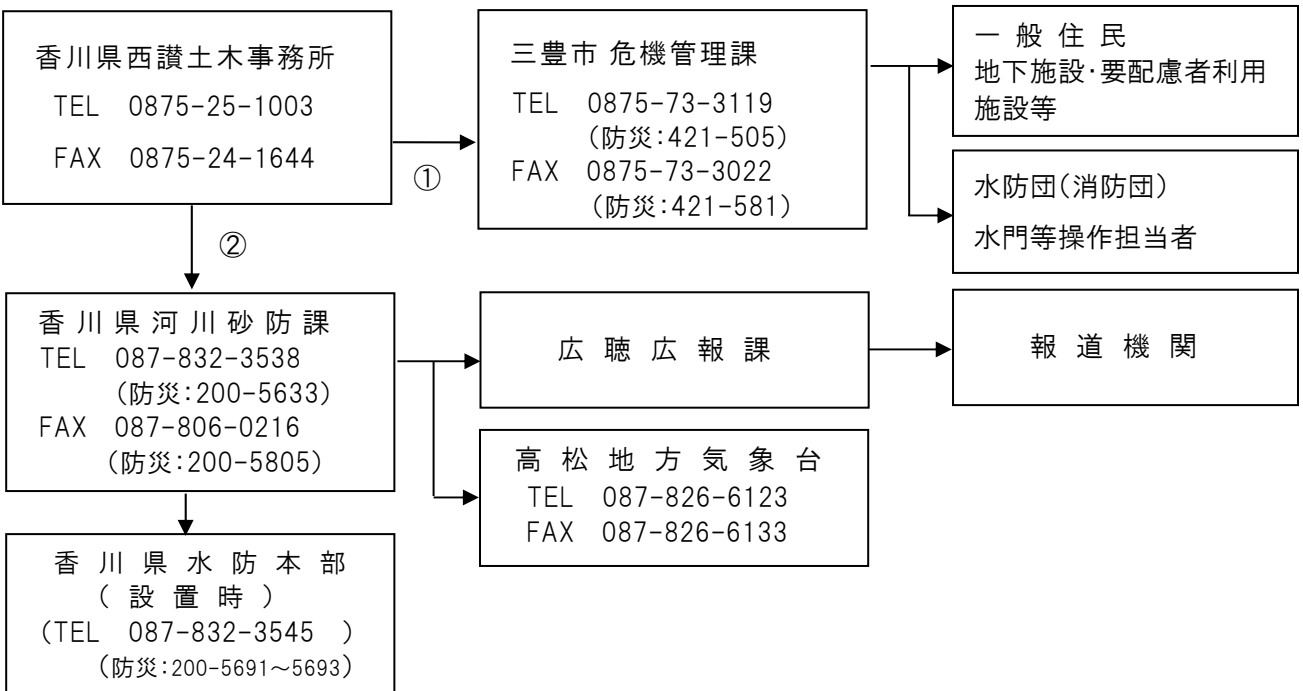 香川県西讃土木事務所
TEL 0875-25-1003
FAX 0875-24-1644
①
三豊市 危機管理課
TEL 0875-73-3119
(防災:421-505)
FAX 0875-73-3022
(防災:421-581)
一般住民
地下施設・要配慮者利用
施設等
水防団(消防団)
水門等操作担当者
②
香川県河川砂防課
TEL 087-832-3538
(防災:200-5633)
FAX 087-806-0216
(防災:200-5805)
広聴広報課
報道機関
高松地方気象台
TEL 087-826-6123
FAX 087-826-6133
香川県水防本部
(設置時)
(TEL 087-832-3545 )
(防災:200-5691~5693)